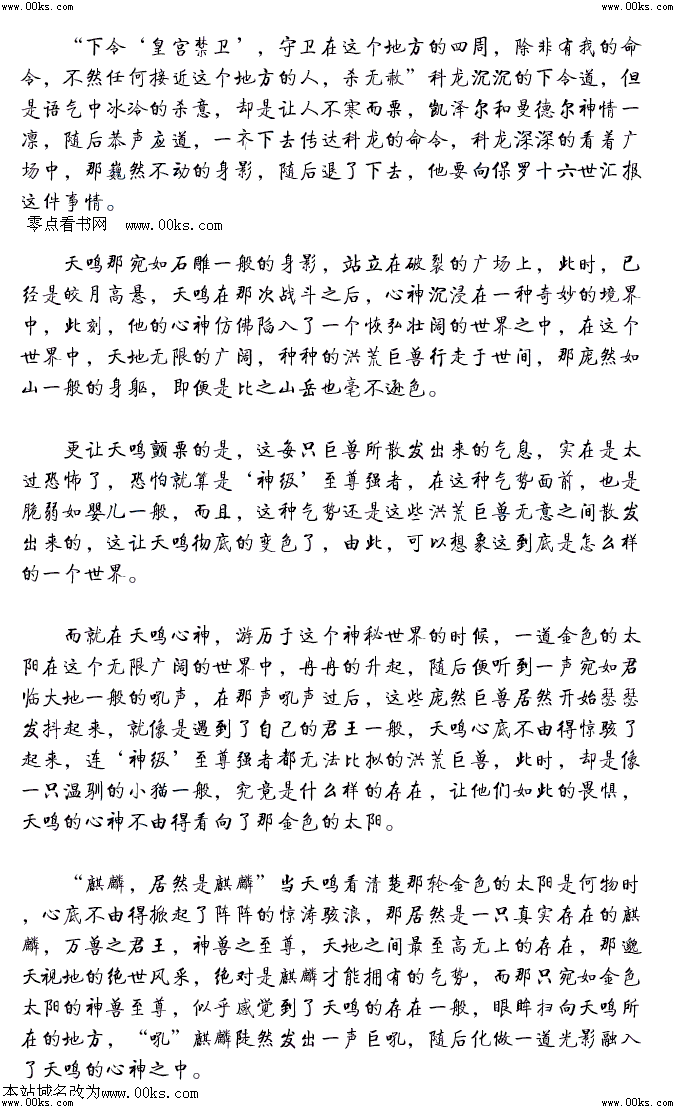 www.00ks.com www.00ks.com
“下令‘皇宫禁卫’，守卫在这个地方的四周，除非有我的命
令，不然任何接近这个地方的人，杀无赦”科龙沉沉的下令道，但
是语气中冰冷的杀意，却是让人不寒而栗，凯泽尔和曼德尔神情一
凛，随后恭声应道，一齐下去传达科龙的命令，科龙深深的看着广
场中，那巍然不动的身影，随后退了下去，他要向保罗十六世汇报
这件事情。
零点看书网 www.00ks.com
天鸣那宛如石雕一般的身影，站立在破裂的广场上，此时，已
经是皎月高悬，天鸣在那次战斗之后，心神沉浸在一种奇妙的境界
中，此刻，他的心神仿佛陷入了一个恢弘壮阔的世界之中，在这个
世界中，天地无限的广阔，种种的洪荒巨兽行走于世间，那庞然如
山一般的身躯，即便是比之山岳也毫不逊色。
更让天鸣颤栗的是，这每只巨兽所散发出来的气息，实在是太
过恐怖了，恐怕就算是‘神级’至尊强者，在这种气势面前，也是
脆弱如婴儿一般，而且，这种气势还是这些洪荒巨兽无意之间散发
出来的，这让天鸣彻底的变色了，由此，可以想象这到底是怎么样
的一个世界。
而就在天鸣心神，游历于这个神秘世界的时候，一道金色的太
阳在这个无限广阔的世界中，冉冉的升起，随后便听到一声宛如君
临大地一般的吼声，在那声吼声过后，这些庞然巨兽居然开始瑟瑟
发抖起来，就像是遇到了自己的君王一般，天鸣心底不由得惊骇了
起来，连‘神级’至尊强者都无法比拟的洪荒巨兽，此时，却是像
一只温驯的小猫一般，究竟是什么样的存在，让他们如此的畏惧，
天鸣的心神不由得看向了那金色的太阳。
“麒麟，居然是麒麟”当天鸣看清楚那轮金色的太阳是何物时
，心底不由得掀起了阵阵的惊涛骇浪，那居然是一只真实存在的麒
麟，万兽之君王，神兽之至尊，天地之间最至高无上的存在，那邈
天视地的绝世风采，绝对是麒麟才能拥有的气势，而那只宛如金色
太阳的神兽至尊，似乎感觉到了天鸣的存在一般，眼眸扫向天鸣所
在的地方，“吼”麒麟陡然发出一声巨吼，随后化做一道光影融入
了天鸣的心神之中。
本站域名改为www.00ks.com
www.00ks.com www.00ks.com